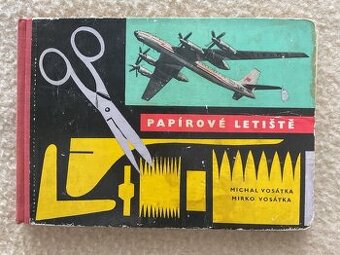 PAPÍROVÉ LETIŠTĚ
MICHAL VOSÁTKA
MIRKO VOSÁTKA